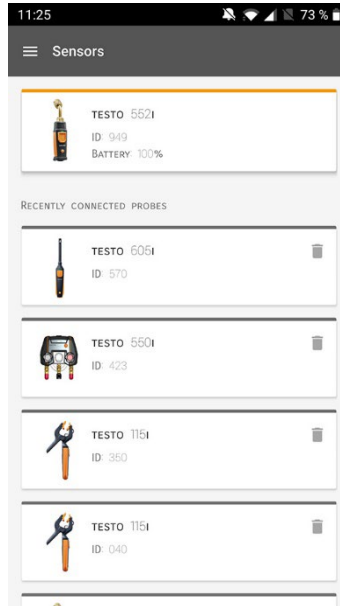 11:25
73 %
Sensors
TESTO 552I
ID: 949
BATTERY: 100%
RECENTLY CONNECTED PROBES
TESTO 605I
ID: 570
TESTO 550I
ID: 423
TESTO 115I
ID: 350
TESTO 115I
ID: 040